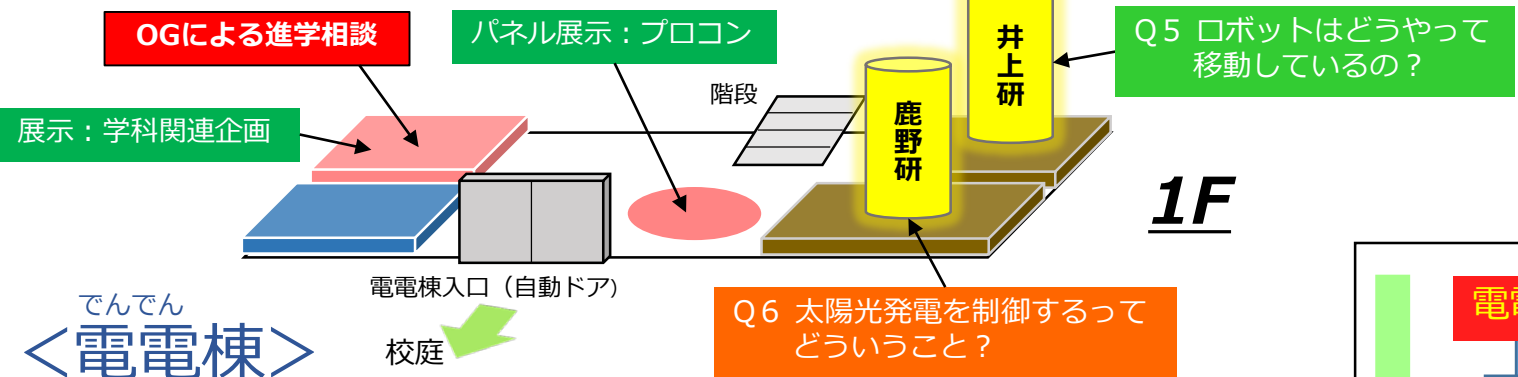 OGによる進学相談
パネル展示：プロコン
井上研
Q５ ロボットはどうやって
移動しているの？
階段
鹿野研
展示：学科関連企画
1F
電電棟入口（自動ドア)
でんでん
＜電電棟＞
校庭
Q６ 太陽光発電を制御するって
どういうこと？